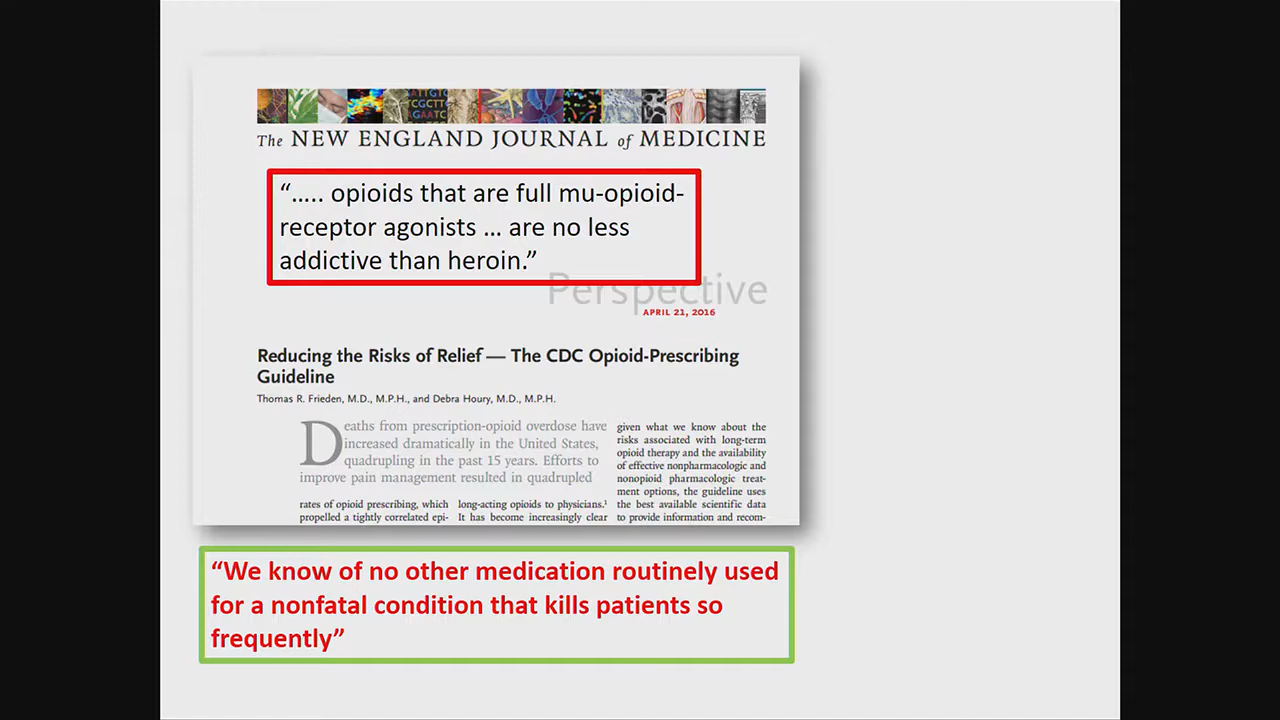 ATTGTC
TCGCTT
AGAATC
The NEW ENGLAND JOURNAL of MEDICINE
“….. opioids that are full mu-opioid-
receptor agonists … are no less
addictive than heroin.”
Perspective
APRIL 21, 2016
Reducing the Risks of Relief — The CDC Opioid-Prescribing
Guideline
Thomas R. Frieden, M.D., M.P.H., and Debra Houry, M.D., M.P.H.
Deaths from prescription-opioid overdose have
increased dramatically in the United States,
quadrupling in the past 15 years. Efforts to
improve pain management resulted in quadrupled
rates of opioid prescribing, which
propelled a tightly correlated epi-
long-acting opioids to physicians.¹
It has become increasingly clear
given what we know about the
risks associated with long-term
opioid therapy and the availability
of effective nonpharmacologic and
nonopioid pharmacologic treat-
ment options, the guideline uses
the best available scientific data
to provide information and recom-
“We know of no other medication routinely used
for a nonfatal condition that kills patients so
frequently”